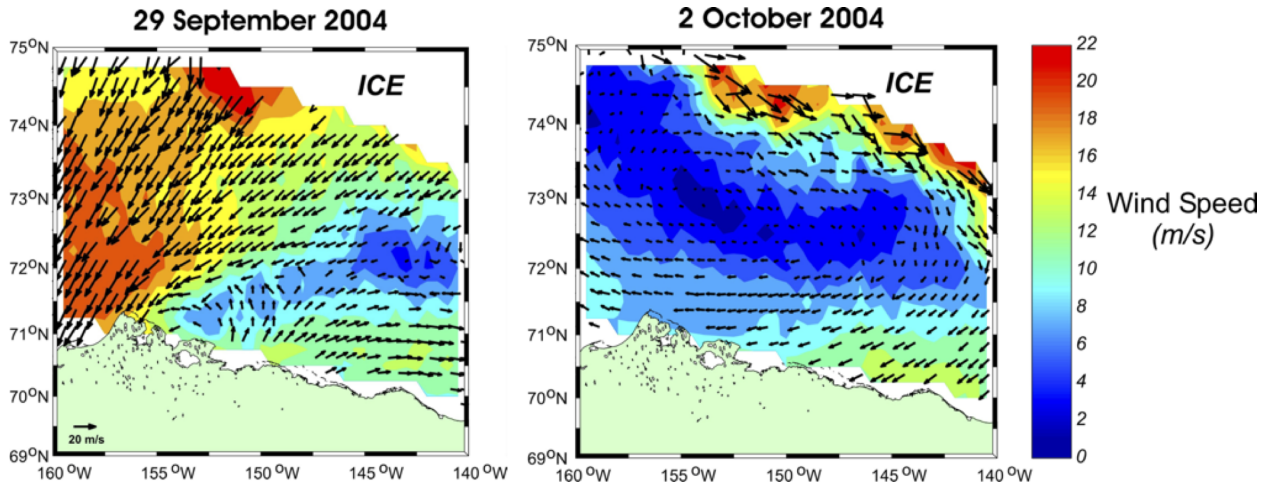 29 September 2004
2 October 2004
75°N
74°N
73°N
72°N
71°N
70°N
69°N
160°W
155°W
150°W
145°W
140 °W
ICE
20 m/s
75°N
74°N
73°N
72°N
71°N
70°N
69°N
160°W
155°W
150°W
145°W
140 °W
ICE
22
20
18
16
14
12
10
8
6
4
2
0
Wind Speed
(m/s)